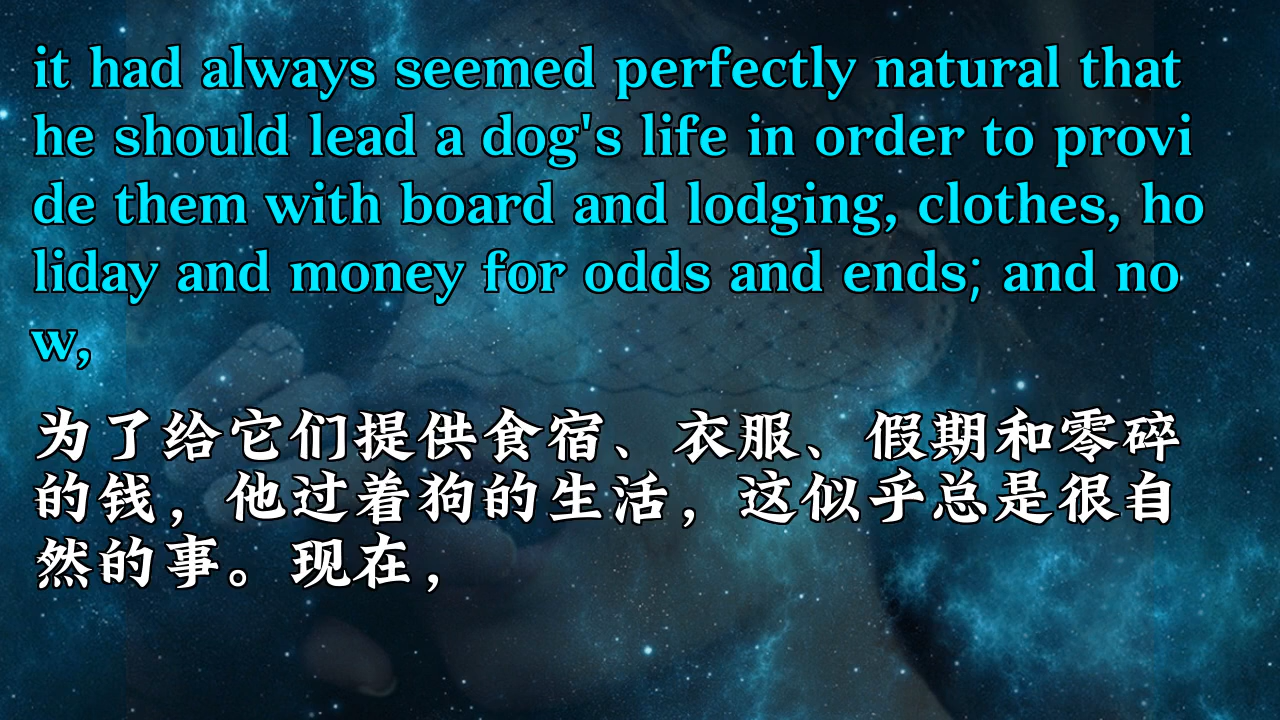 it had always seemed perfectly natural that
he should lead a dog's life in order to provi
de them with board and lodging, clothes, ho
liday and money for odds and ends; and no
w,
为了给它们提供食宿、衣服、假期和零碎
的钱，他过着狗的生活，这似乎总是很自
然的事。现在，